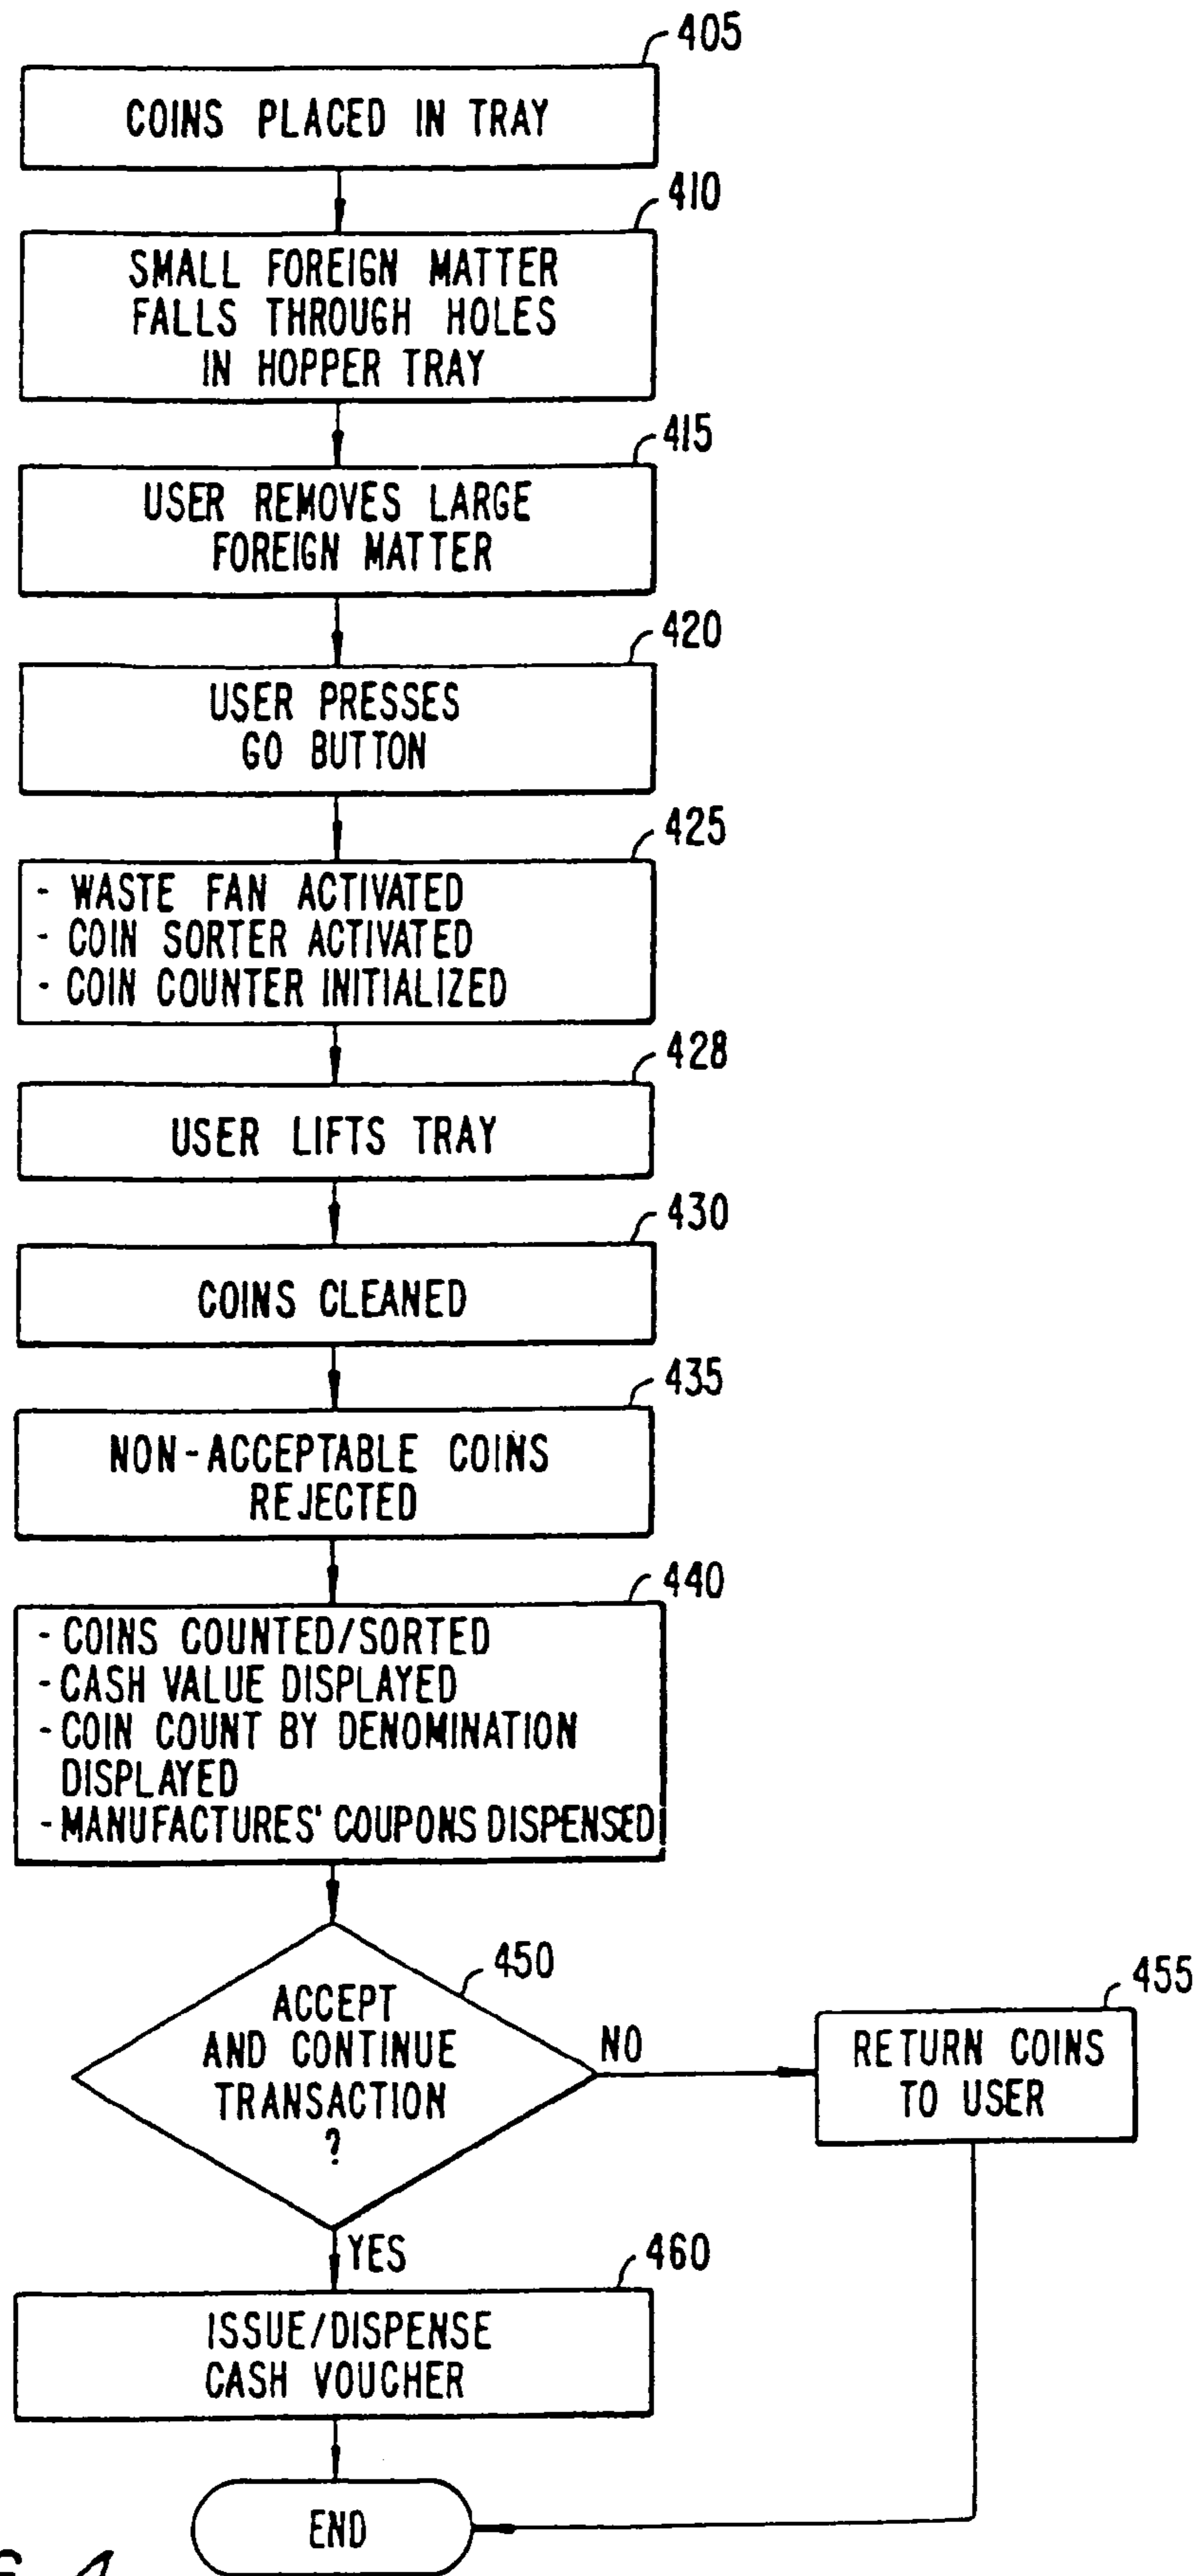 405
COINS PLACED IN TRAY
410
SMALL FOREIGN MATTER
FALLS THROUGH HOLES
IN HOPPER TRAY
415
USER REMOVES LARGE
FOREIGN MATTER
420
USER PRESSES
GO BUTTON
425
- WASTE FAN ACTIVATED
- COIN SORTER ACTIVATED
- COIN COUNTER INITIALIZED
428
USER LIFTS TRAY
430
COINS CLEANED
435
NON-ACCEPTABLE COINS
REJECTED
440
- COINS COUNTED/SORTED
- CASH VALUE DISPLAYED
- COIN COUNT BY DENOMINATION
DISPLAYED
- MANUFACTURES' COUPONS DISPENSED
450
ACCEPT
AND CONTINUE
TRANSACTION
?
NO
455
RETURN COINS
TO USER
YES
460
ISSUE/DISPENSE
CASH VOUCHER
END